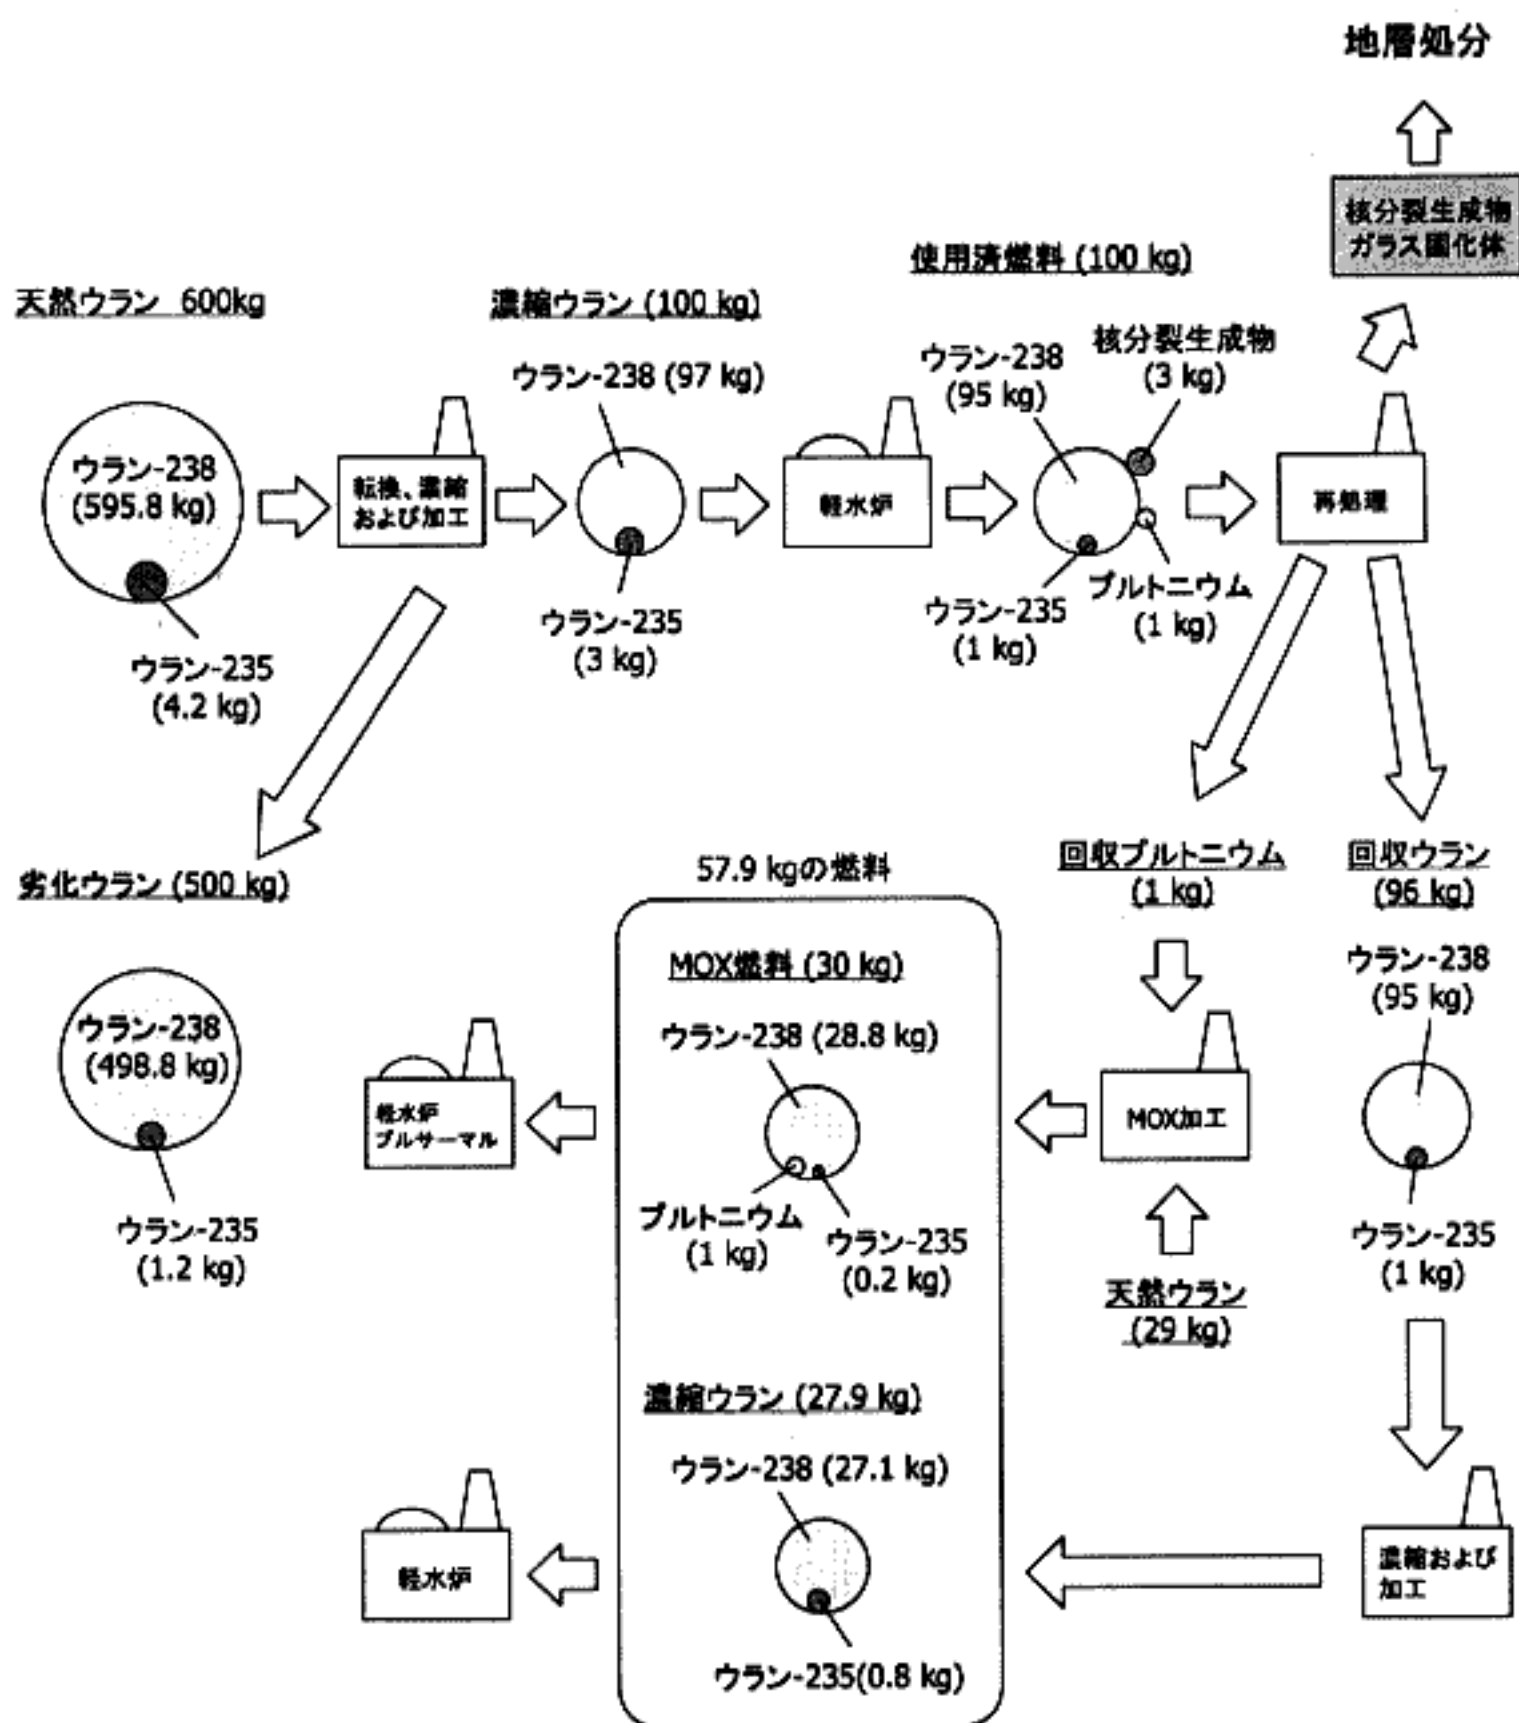 地層処分
核分裂生成物
ガラス固化体
使用済燃料 (100 kg)
天然ウラン 600kg
濃縮ウラン (100 kg)
ウラン-238 (97 kg)
ウラン-238
(95 kg)
核分裂生成物
(3 kg)
ウラン-238
(595.8 kg)
転換、濃縮
および加工
軽水炉
再処理
ウラン-235
(4.2 kg)
ウラン-235
(3 kg)
ウラン-235
(1 kg)
プルトニウム
(1 kg)
劣化ウラン (500 kg)
57.9 kgの燃料
回収プルトニウム
(1 kg)
回収ウラン
(96 kg)
MOX燃料 (30 kg)
ウラン-238
(95 kg)
ウラン-238
(498.8 kg)
ウラン-238 (28.8 kg)
軽水炉
プルサーマル
MOX加工
ウラン-235
(1.2 kg)
プルトニウム
(1 kg)
ウラン-235
(0.2 kg)
ウラン-235
(1 kg)
天然ウラン
(29 kg)
濃縮ウラン (27.9 kg)
ウラン-238 (27.1 kg)
軽水炉
濃縮および
加工
ウラン-235(0.8 kg)